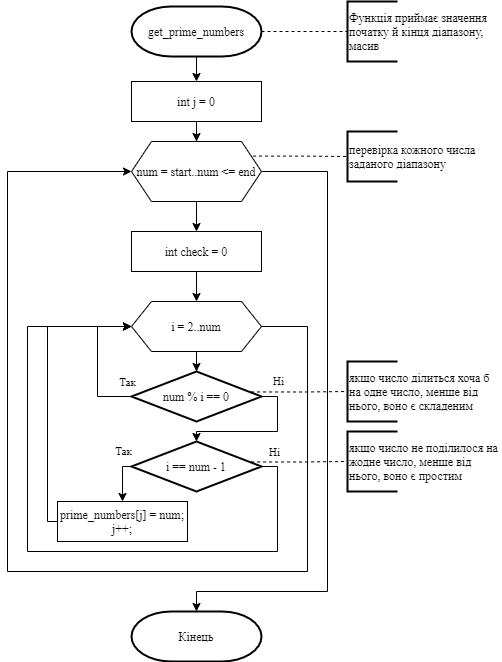 get_prime_numbers
Функція приймає значення
початку й кінця діапазону,
масив
int j = 0
num = start..num <= end
перевірка кожного числа
заданого діапазону
int check = 0
i = 2..num
Так
num % i == 0
Ні
якщо число ділиться хоча б
на одне число, менше від
нього, воно є складеним
Так
i == num - 1
Ні
якщо число не поділилося на
жодне число, менше від
нього, воно є простим
prime_numbers[j] = num;
j++;
Кінець